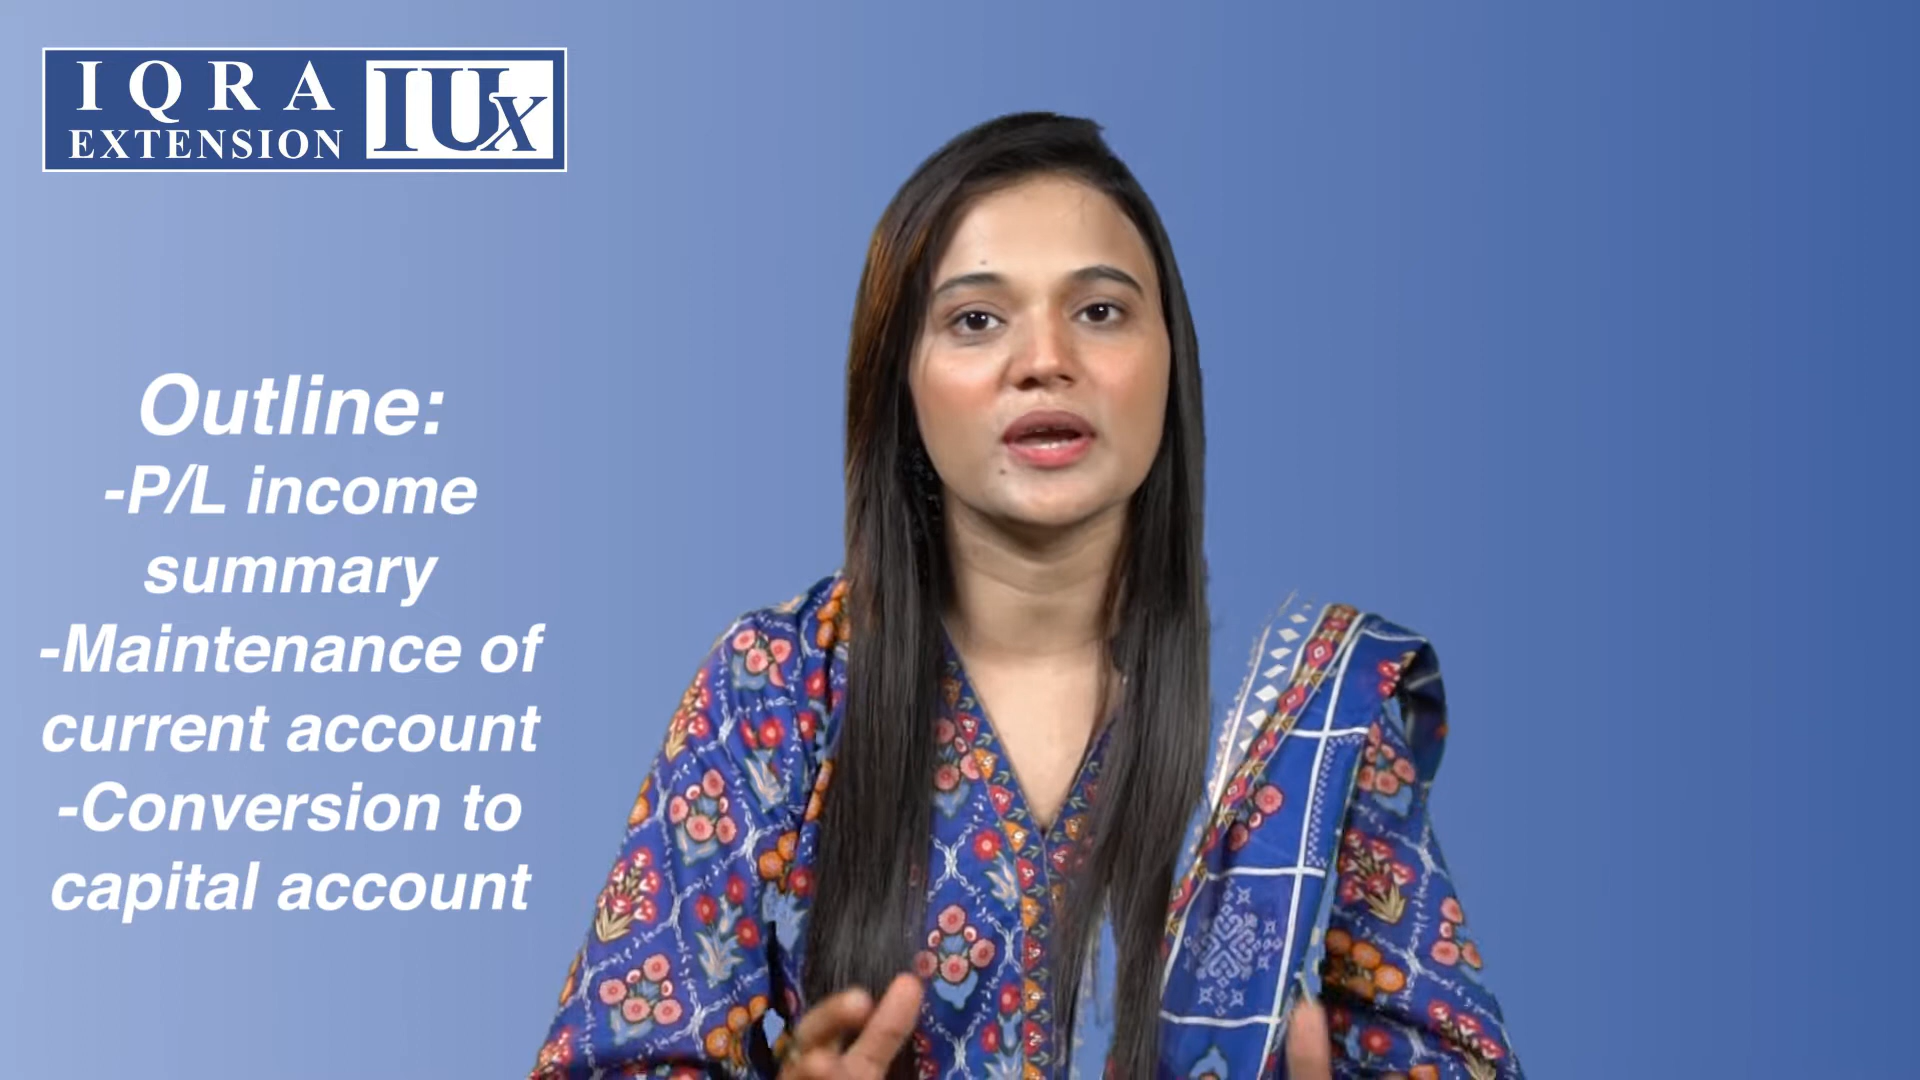 IQRA
EXTENSION
IUx
Outline:
-P/L income
summary
-Maintenance of
current account
-Conversion to
capital account